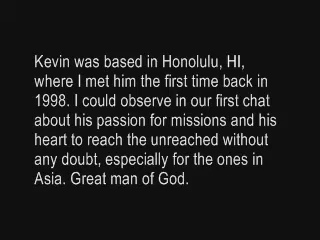 Kevin was based in Honolulu, HI,
where I met him the first time back in
1998. I could observe in our first chat
about his passion for missions and his
heart to reach the unreached without
any doubt, especially for the ones in
Asia. Great man of God.